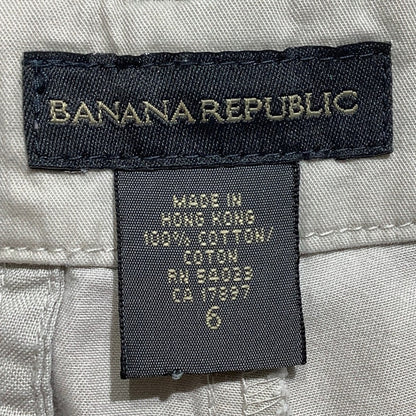 BANANA REPUBLIC
MADE IN
HONG KONG
100% COTTON/
COTON
RN 54023
CA 17897
6